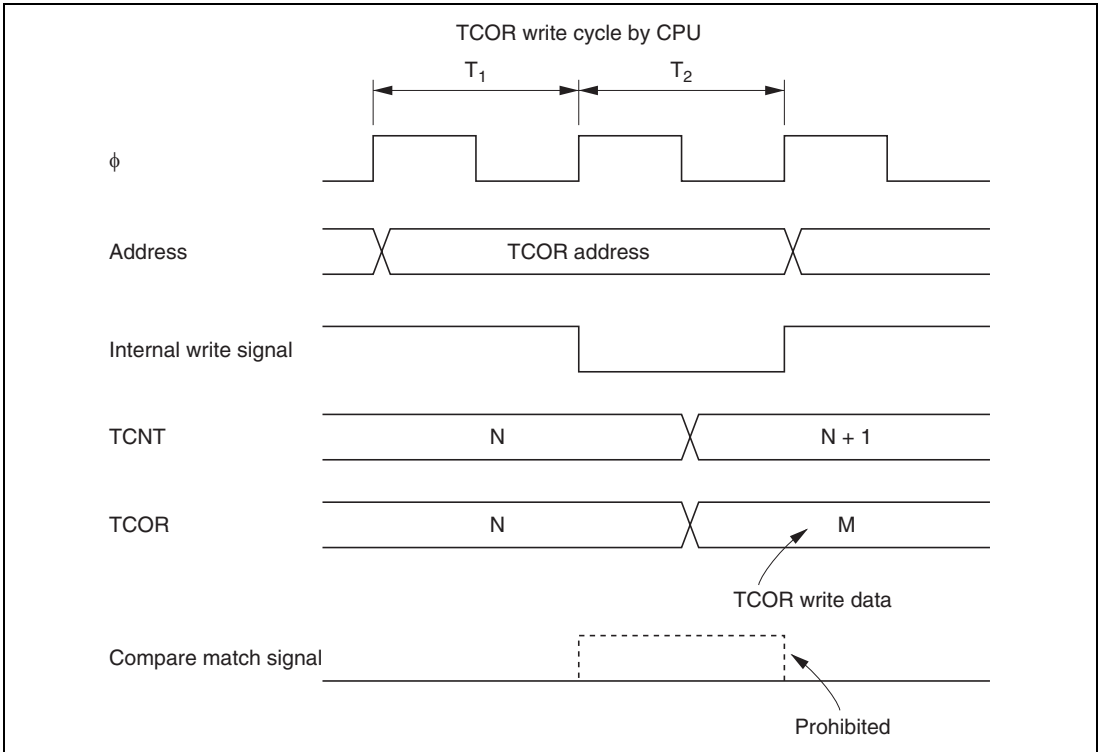 TCOR write cycle by CPU
T1 T2
φ
Address TCOR address
Internal write signal
TCNT N N + 1
TCOR N M
TCOR write data
Compare match signal
Prohibited